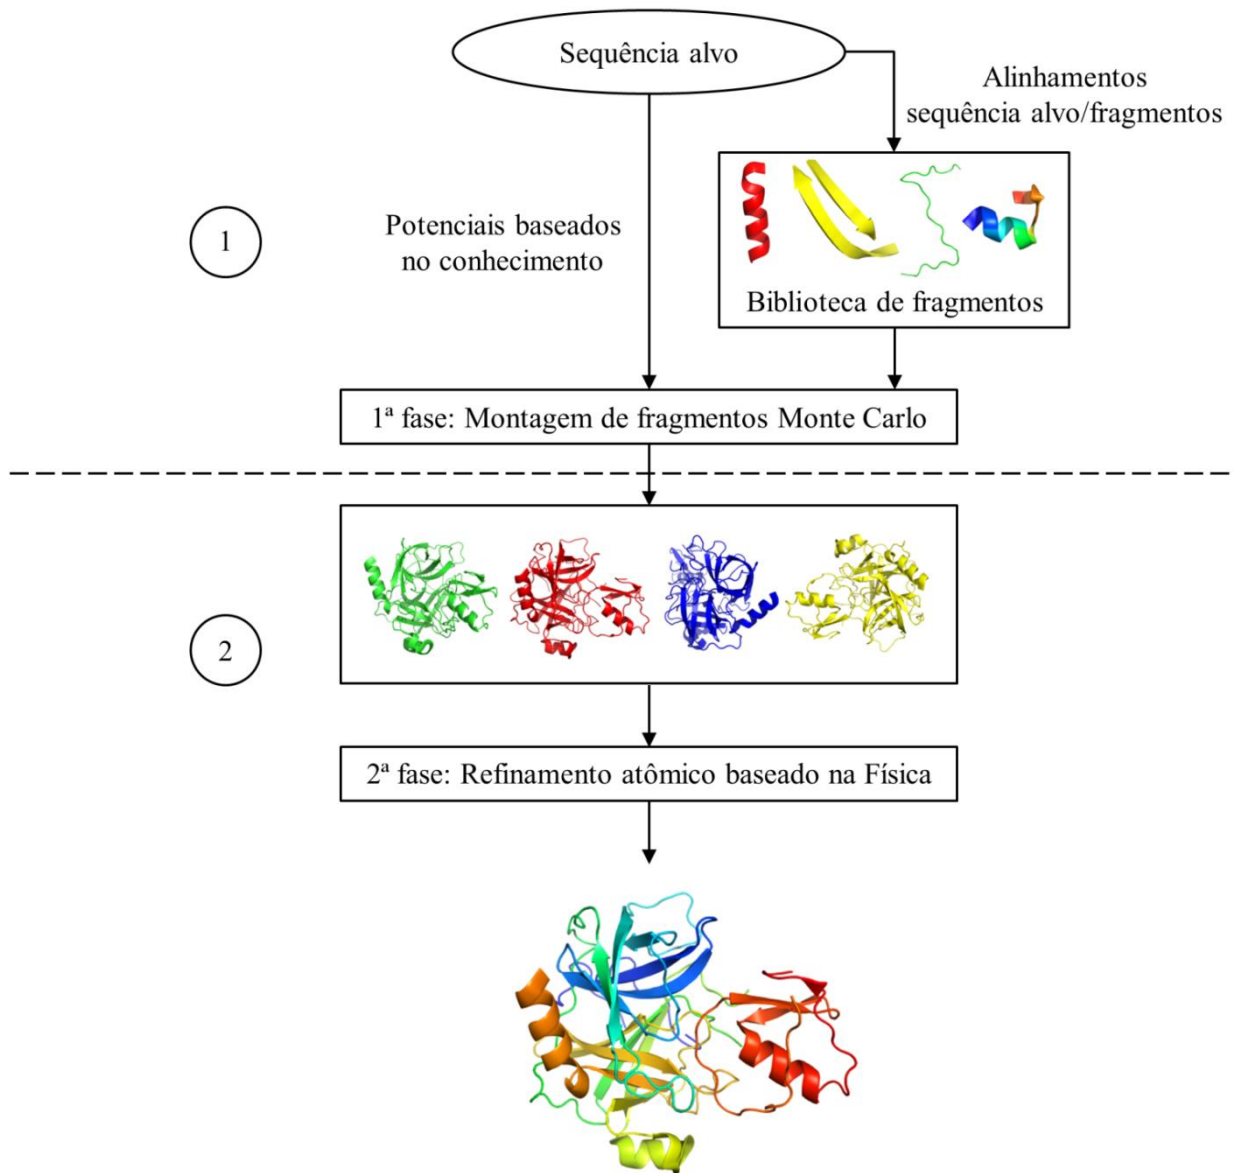 Sequência alvo
Alinhamentos
sequência alvo/fragmentos
1
Potenciais baseados
no conhecimento
Biblioteca de fragmentos
1ª fase: Montagem de fragmentos Monte Carlo
2
2ª fase: Refinamento atômico baseado na Física